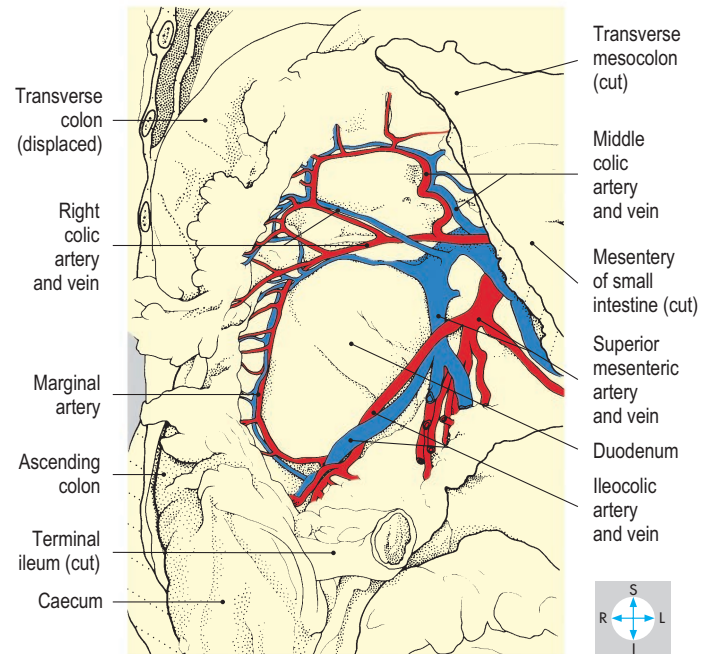 Transverse
colon
(displaced)
Right
colic
artery
and vein
Marginal
artery
Ascending
colon
Terminal
ileum (cut)
Caecum
Transverse
mesocolon
(cut)
Middle
colic
artery
and vein
Mesentery
of small
intestine (cut)
Superior
mesenteric
artery
and vein
Duodenum
Ileocolic
artery
and vein
S
R L
I